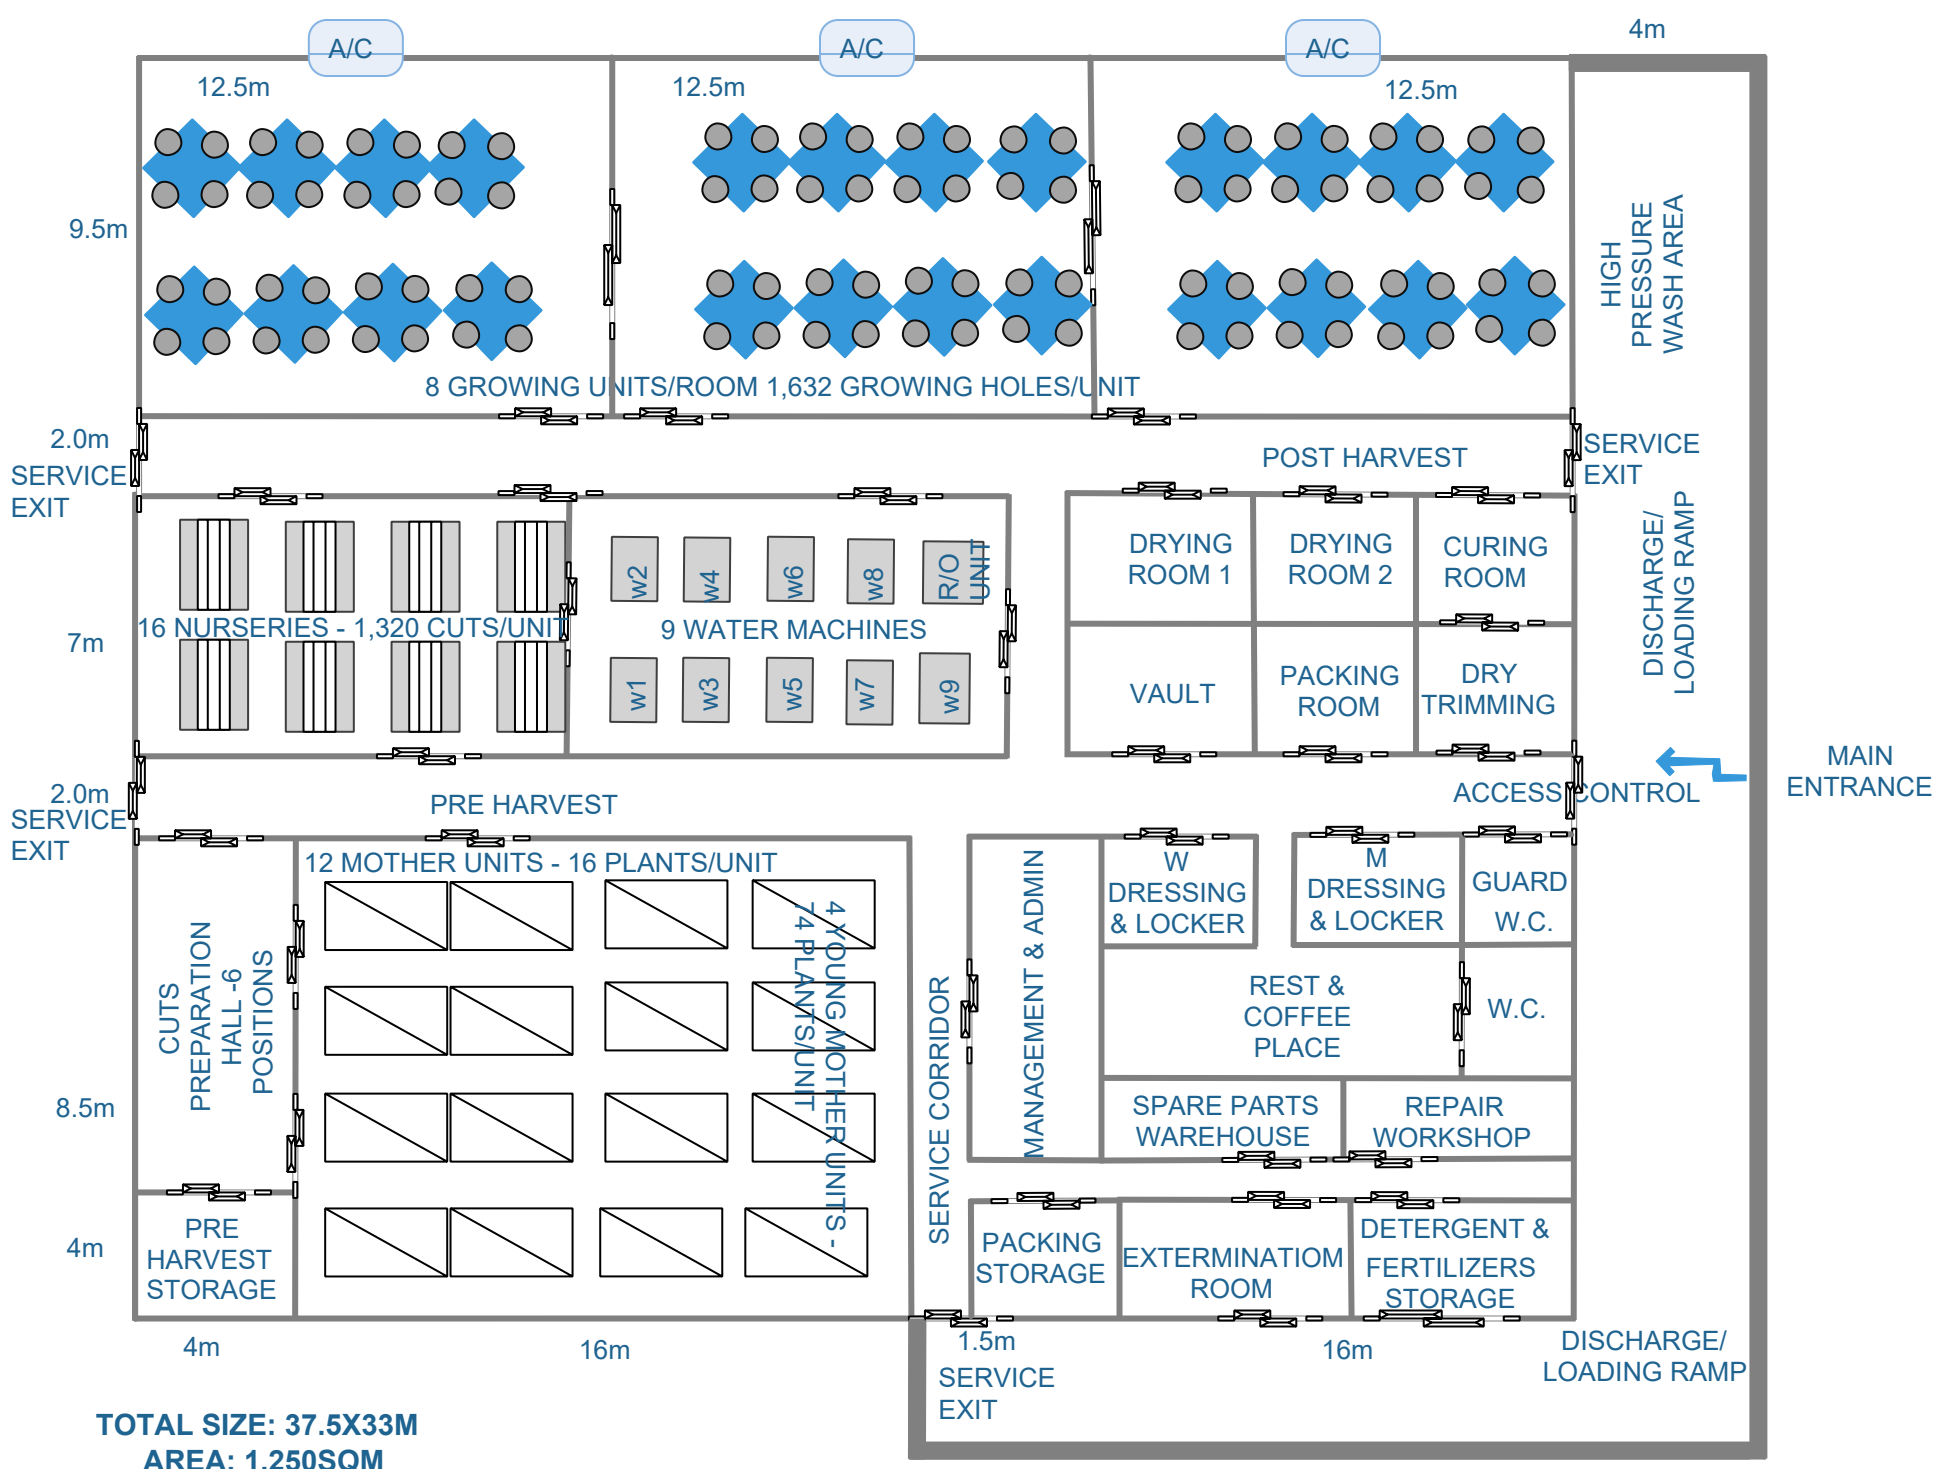 4m
A/C
A/C
A/C
12.5m
12.5m
12.5m
9.5m
HIGH
PRESSURE
WASH AREA
8 GROWING UNITS/ROOM 1,632 GROWING HOLES/UNIT
2.0m
SERVICE
EXIT
POST HARVEST
SERVICE
EXIT
7m
16 NURSERIES - 1,320 CUTS/UNIT
w2
w4
w6
w8
R/O
UNIT
9 WATER MACHINES
w1
w3
w5
w7
w9
DRYING
ROOM 1
DRYING
ROOM 2
CURING
ROOM
VAULT
PACKING
ROOM
DRY
TRIMMING
DISCHARGE/
LOADING RAMP
MAIN
ENTRANCE
2.0m
SERVICE
EXIT
PRE HARVEST
ACCESS CONTROL
12 MOTHER UNITS - 16 PLANTS/UNIT
4 YOUNG MOTHER UNITS -
74 PLANTS/UNIT
CUTS
PREPARATION
HALL -6
POSITIONS
8.5m
SERVICE CORRIDOR
MANAGEMENT & ADMIN
W
DRESSING
& LOCKER
M
DRESSING
& LOCKER
GUARD
W.C.
REST &
COFFEE
PLACE
W.C.
SPARE PARTS
WAREHOUSE
REPAIR
WORKSHOP
4m
PRE
HARVEST
STORAGE
PACKING
STORAGE
EXTERMINATIOM
ROOM
DETERGENT &
FERTILIZERS
STORAGE
4m
16m
1.5m
16m
SERVICE
EXIT
DISCHARGE/
LOADING RAMP
TOTAL SIZE: 37.5X33M
AREA: 1,250SQM